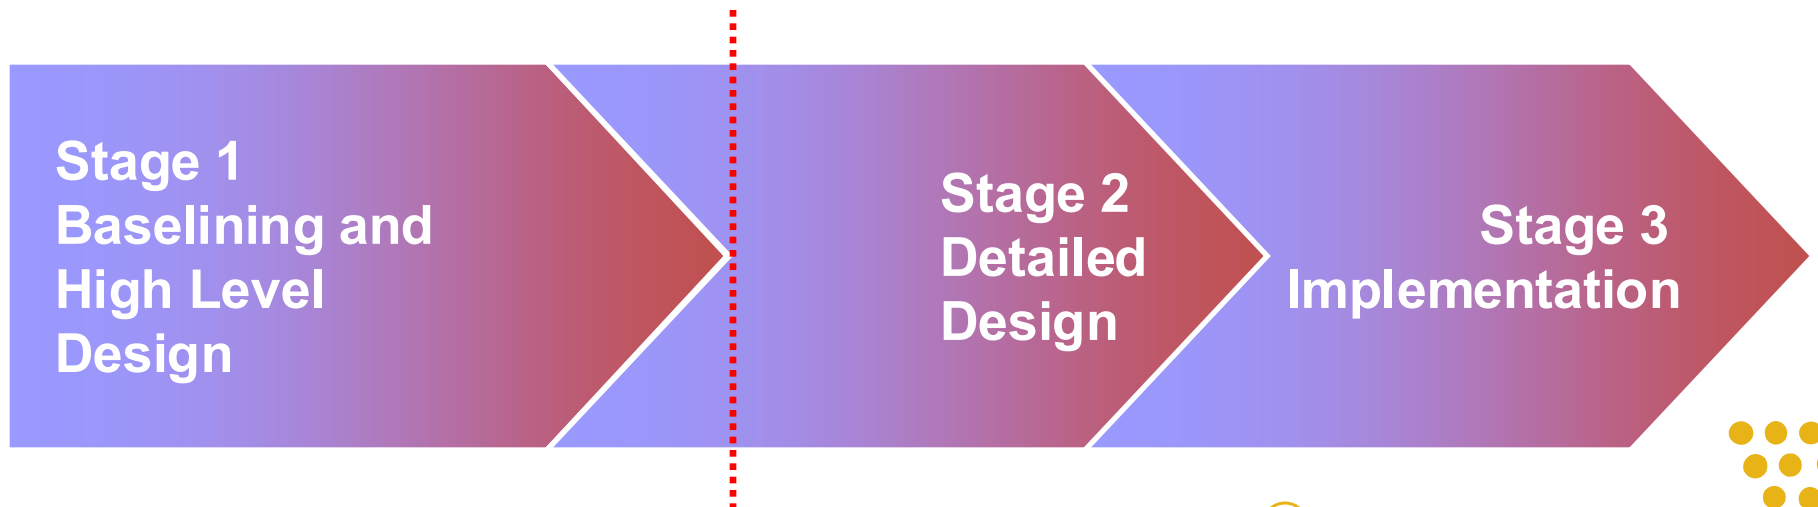 Stage 1
Baselining and
High Level
Design
Stage 2
Detailed
Design
Stage 3
Implementation